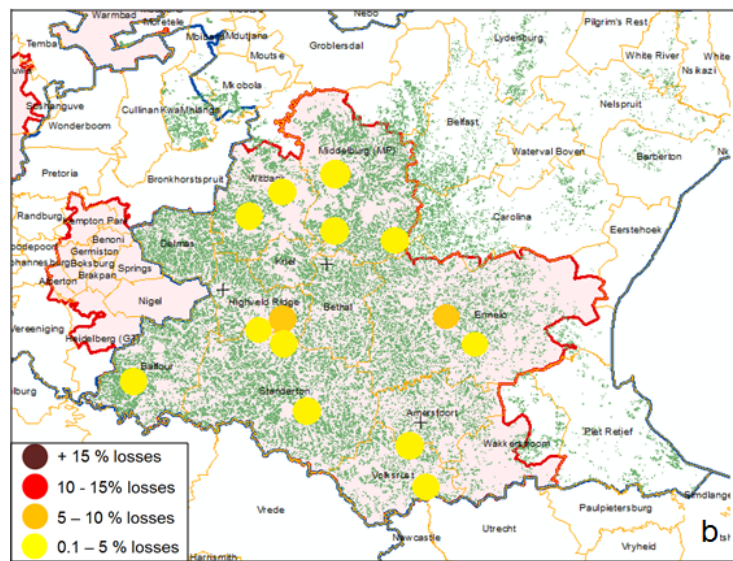 Warmbad
Moretele
Mbibana
Moutjana
Nebo
Pilgrim's Rest
Lydenburg
Temba
Moutse
Groblersdal
White River
White
Nsikazi
Mkobola
Soshanguve
Cullinan
KwaMhlanga
Nelspruit
Wonderboom
Belfast
Middelburg (MP)
Waterval Boven
Barberton
Pretoria
Bronkhorstspruit
Witbank
Randburg
Kempton Park
Carolina
Benoni
Delmas
Eerstehoek
Germiston
Boksburg
Springs
Kriel
Alberton
Brakpan
Nigel
Highveld Ridge
Bethal
Ermelo
Vereeniging
Heidelberg (GT)
Balfour
Standerton
Amersfoort
Piet Retief
Wakkerstroom
+ 15 % losses
10 - 15% losses
Volksrust
5 – 10 % losses
Vrede
Paulpietersburg
Utrecht
0.1 – 5 % losses
Newcastle
Vryheid
Harrismith
b